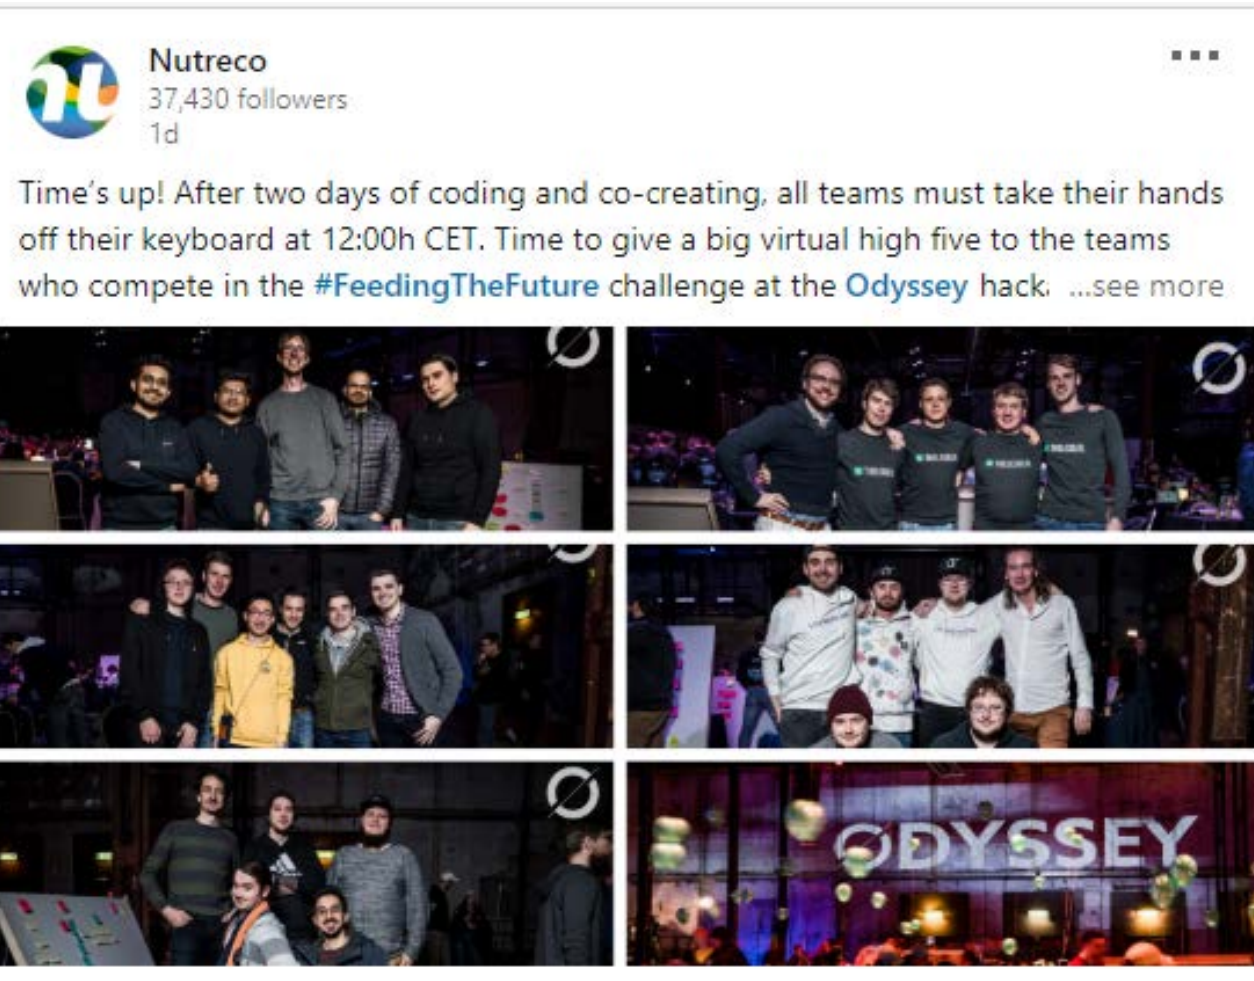 Nutreco
37,430 followers
1d
Time's up! After two days of coding and co-creating, all teams must take their hands
off their keyboard at 12:00h CET. Time to give a big virtual high five to the teams
who compete in the #FeedingTheFuture challenge at the Odyssey hack. ...see more
ODYSSEY